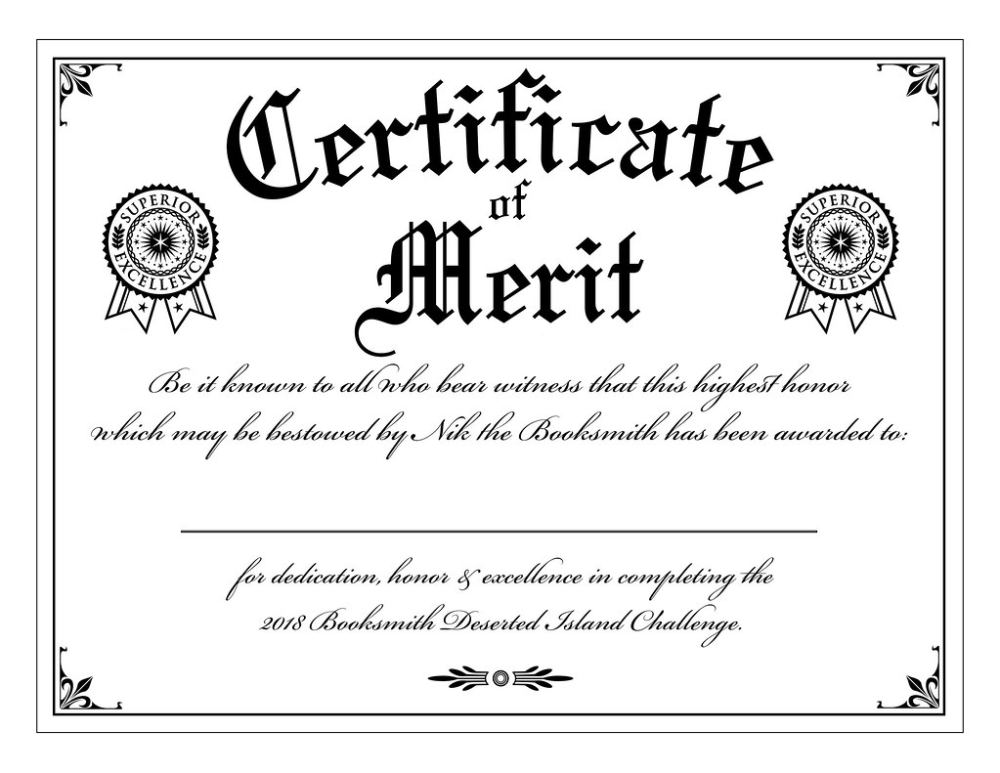 Certificate
of
Merit
SUPERIOR
EXCELLENCE
SUPERIOR
EXCELLENCE
Be it known to all who bear witness that this highest honor
which may be bestowed by Nik the Booksmith has been awarded to:
for dedication, honor & excellence in completing the
2018 Booksmith Deserted Island Challenge.